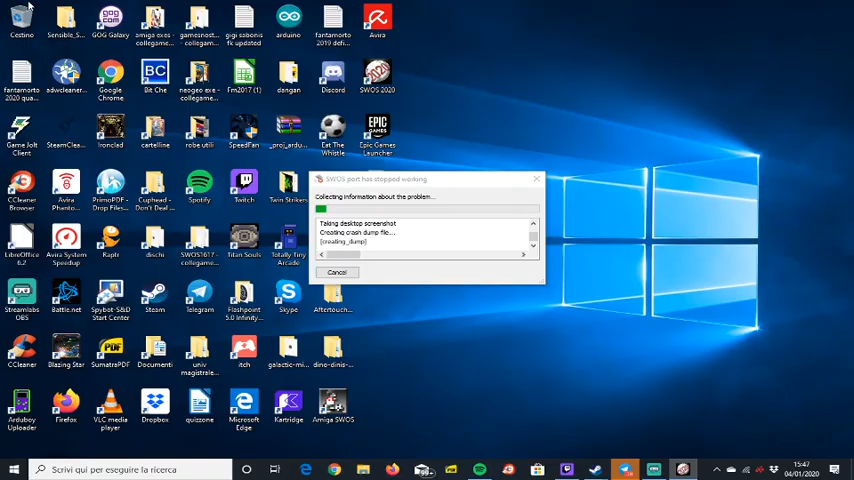 Cestino
Sensible_S...
GOG Galaxy
amiga exes -
collegame...
gamesnost...
- collegam...
gigi sabonis
fk updated
arduino
fantamorto
2019 defi...
Avira
fantamorto
2020 qua...
adwcleaner...
Google
Chrome
Bit Che
neogeo exe -
collegame...
Fm2017 (1)
dangan
Discord
SWOS 2020
Game Jolt
Client
SteamClea...
Ironclad
cartelline
robe utili
SpeedFan
_proj_ardu...
Eat The
Whistle
Epic Games
Launcher
CCleaner
Browser
Avira
Phanto...
PrimoPDF -
Drop Files...
Cuphead -
Don't Deal ...
Spotify
Twitch
Twin Strikers
LibreOffice
6.2
Avira System
Speedup
Raptr
dischi
SWOS1617 -
collegame...
Titan Souls
Totally Tiny
Arcade
Streamlabs
OBS
Battle.net
Spybot-S&D
Start Center
Steam
Telegram
Flashpoint
5.0 Infinity...
Skype
Aftertouch...
CCleaner
Blazing Star
SumatraPDF
Documenti
univ
magistrale...
itch
galactic-mi...
dino-dinis-...
Arduboy
Uploader
Firefox
VLC media
player
Dropbox
quizzone
Microsoft
Edge
Kartridge
Amiga SWOS
SWOS port has stopped working
Collecting information about the problem...
Taking desktop screenshot
Creating crash dump file...
[creating_dump]
Cancel
Scrivi qui per eseguire la ricerca
15:47
04/01/2020